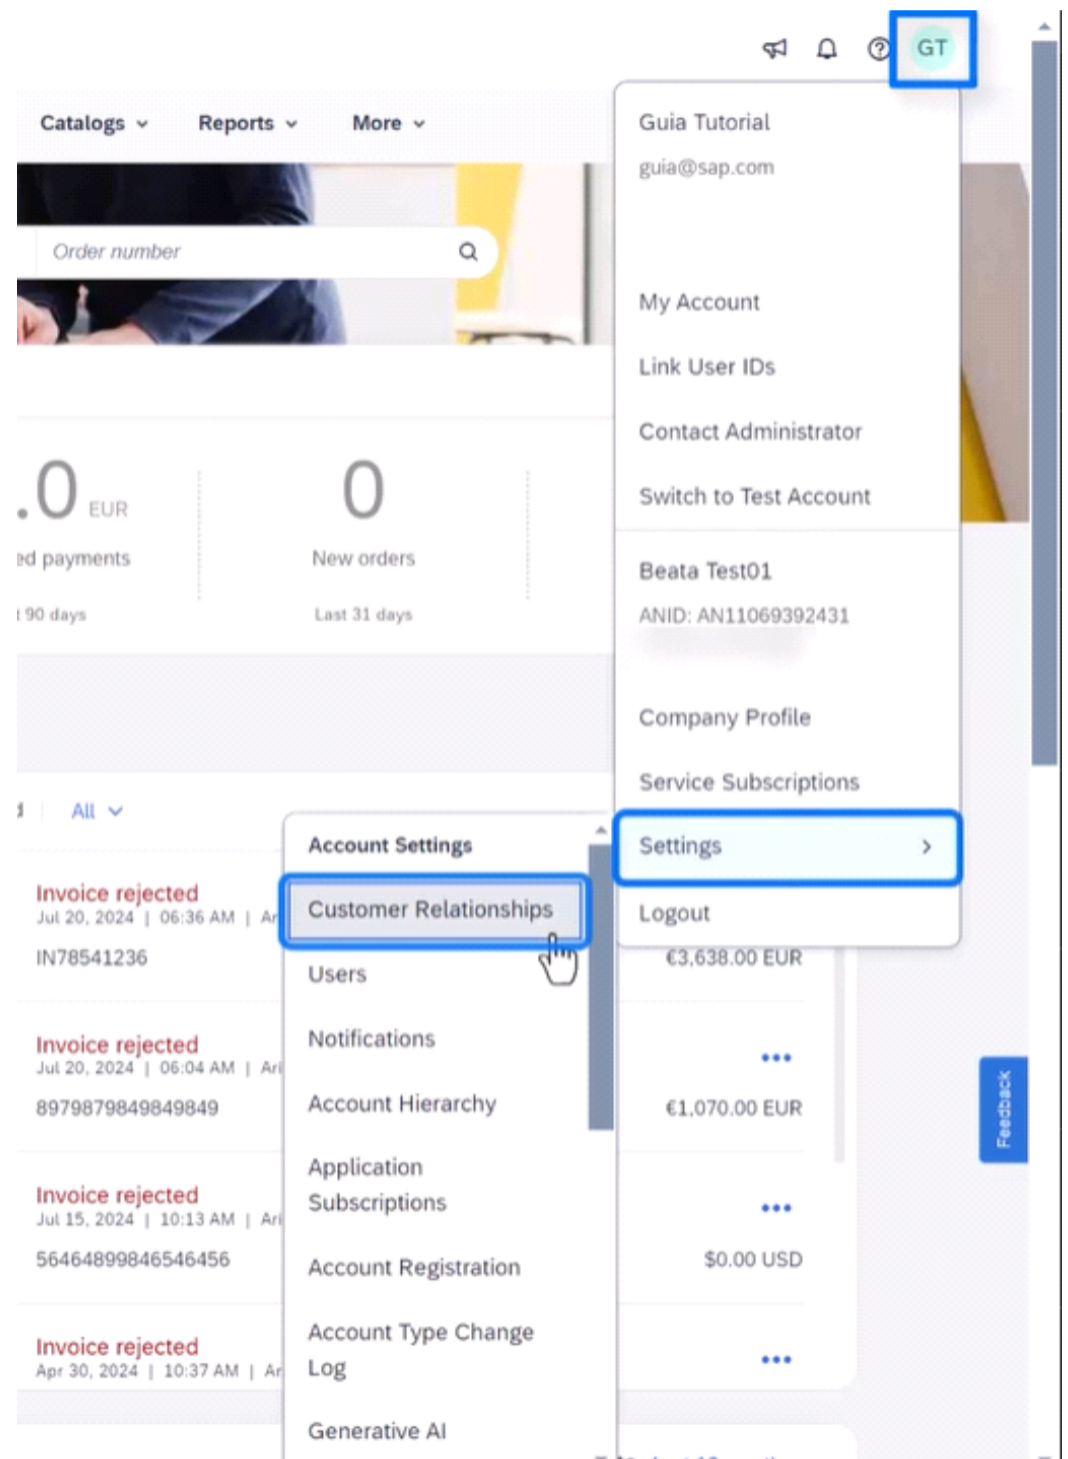 GT
Catalogs
Reports
More
Guia Tutorial
guia@sap.com
Order number
My Account
Link User IDs
Contact Administrator
Switch to Test Account
.0 EUR
0
payments
New orders
90 days
Last 31 days
Beata Test01
ANID: AN11069392431
Company Profile
Service Subscriptions
Settings
Logout
All
Account Settings
Customer Relationships
Users
Notifications
Account Hierarchy
Application
Subscriptions
Account Registration
Account Type Change
Log
Generative AI
Invoice rejected
Jul 20, 2024 | 06:36 AM |
IN78541236
€3,638.00 EUR
Invoice rejected
Jul 20, 2024 | 06:04 AM |
8979879849849849
€1,070.00 EUR
Invoice rejected
Jul 15, 2024 | 10:13 AM |
56464899846546456
$0.00 USD
Invoice rejected
Apr 30, 2024 | 10:37 AM |
Feedback